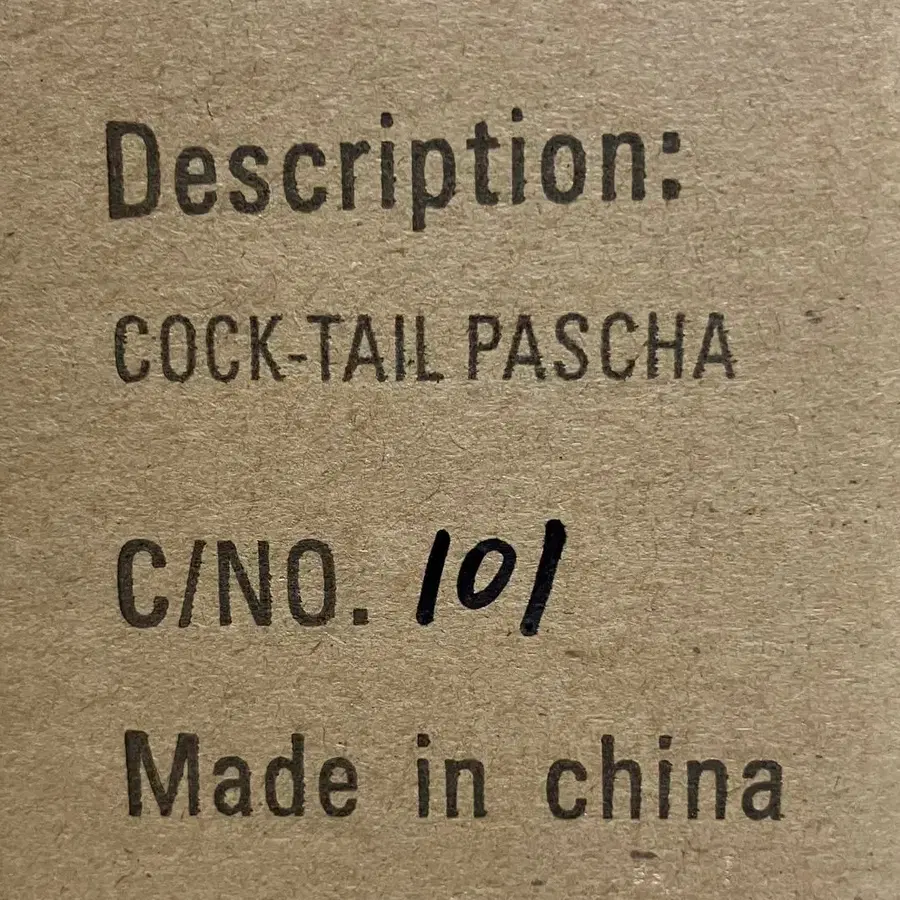 Description:
COCK-TAIL PASCHA
C/NO. 101
Made in china